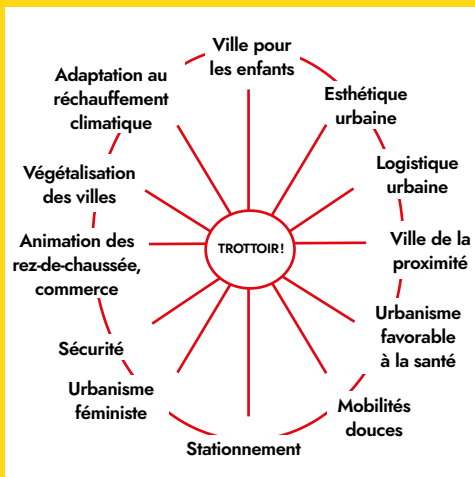 Ville pour
les enfants
Esthétique
urbaine
Logistique
urbaine
Ville de la
proximité
Urbanisme
favorable
à la santé
Mobilités
douces
Stationnement
Urbanisme
féministe
Sécurité
Animation des
rez-de-chaussée,
commerce
Végétalisation
des villes
Adaptation au
réchauffement
climatique
TROTTOIR !